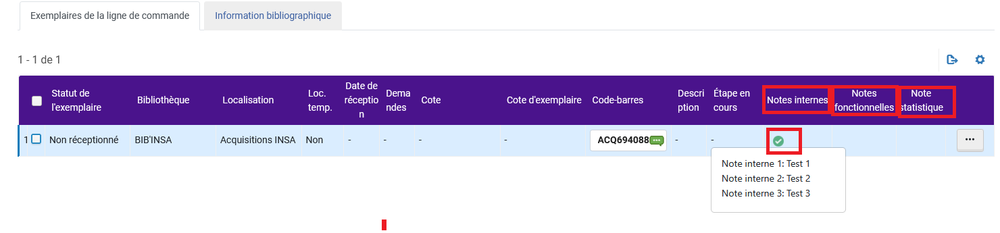 Exemplaires de la ligne de commande
Information bibliographique
1 - 1 de 1
Statut de l'exemplaire
Bibliothèque
Localisation
Loc. temp.
Date de réception
Demandes
Cote
Cote d'exemplaire
Code-barres
Description
Étape en cours
Notes internes
Notes fonctionnelles
Note statistique
1 Non réceptionné BIB'INSA Acquisitions INSA Non - - - - ACQ694088 - -
Note interne 1: Test 1
Note interne 2: Test 2
Note interne 3: Test 3